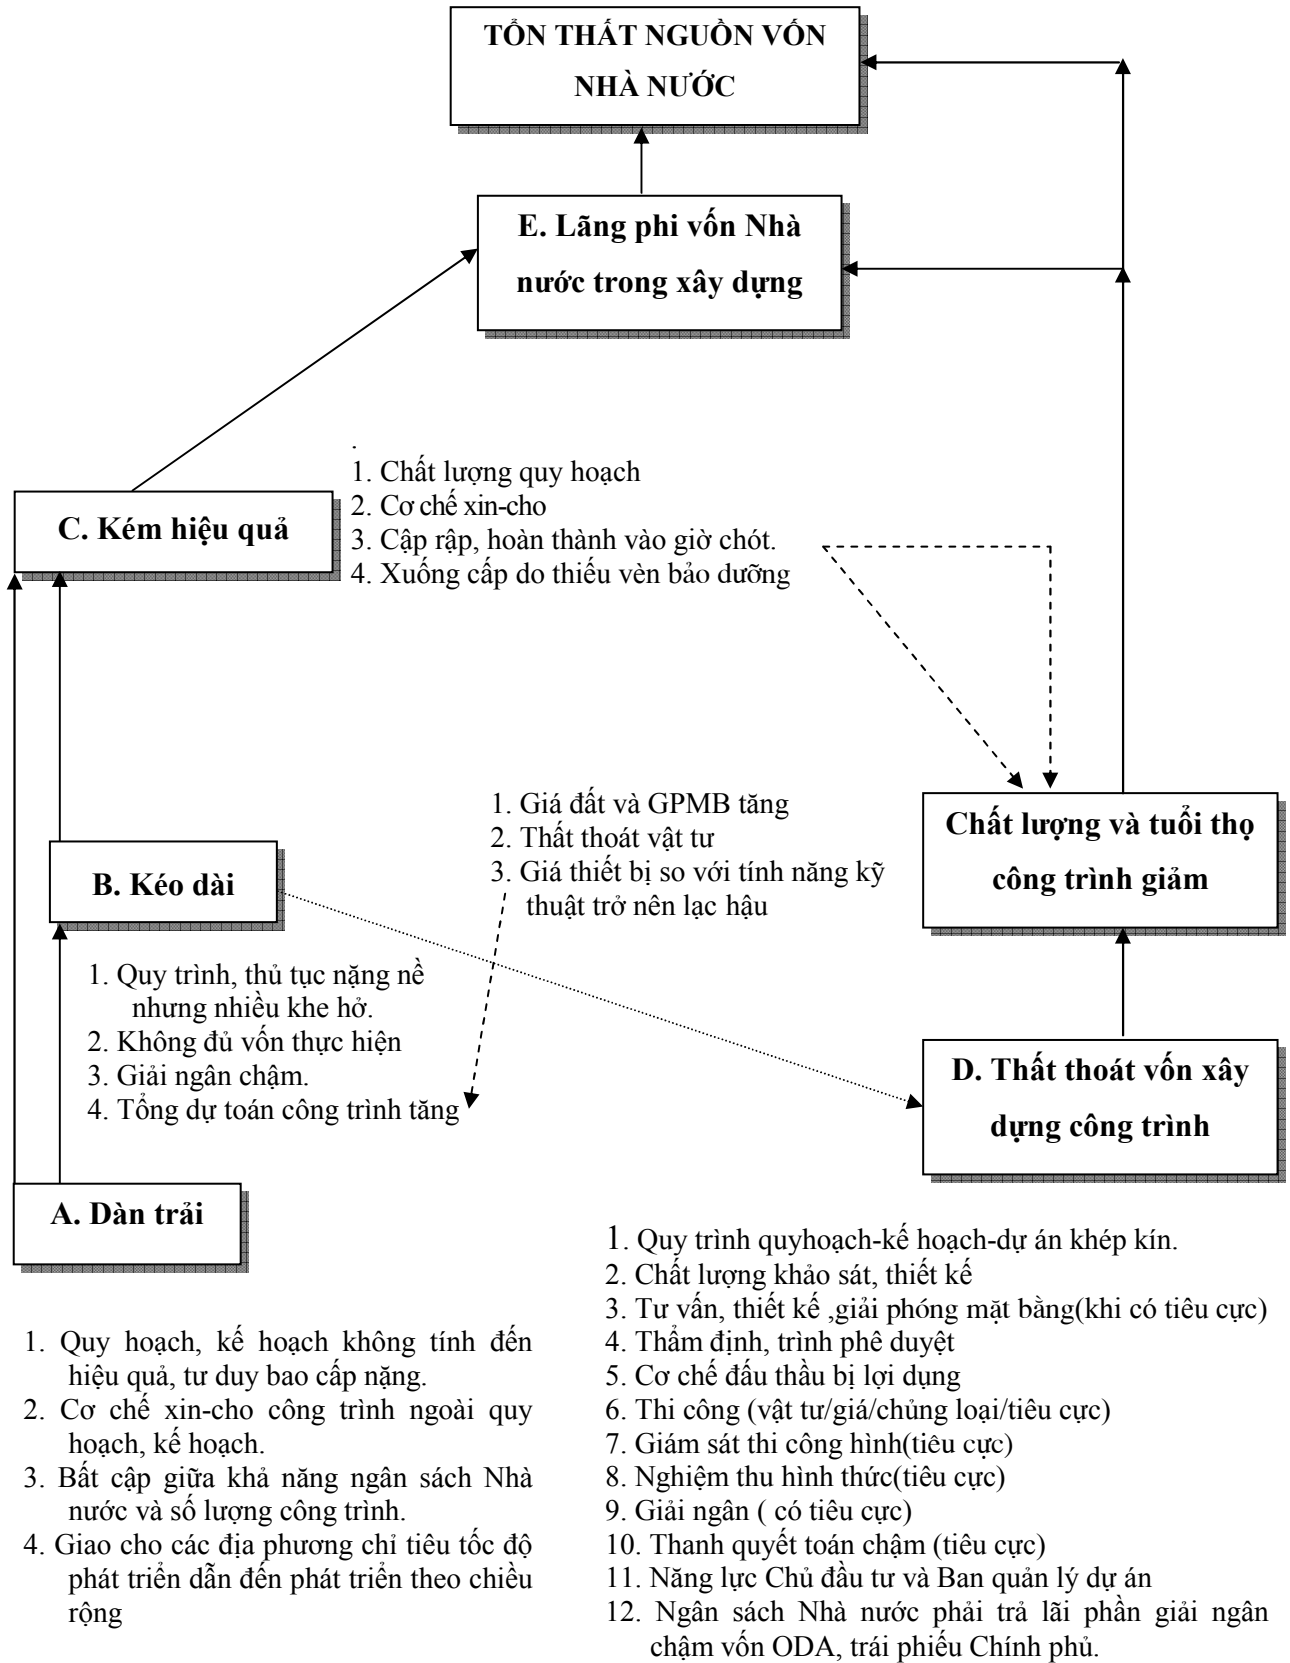 TỔN THẤT NGUỒN VỐN
NHÀ NƯỚC
E. Lãng phi vốn Nhà
nước trong xây dựng
.
1. Chất lượng quy hoạch
2. Cơ chế xin-cho
3. Cập rập, hoàn thành vào giờ chót.
4. Xuống cấp do thiếu vèn bảo dưỡng
C. Kém hiệu quả
1. Giá đất và GPMB tăng
2. Thất thoát vật tư
3. Giá thiết bị so với tính năng kỹ
thuật trở nên lạc hậu
Chất lượng và tuổi thọ
công trình giảm
B. Kéo dài
1. Quy trình, thủ tục nặng nề
nhưng nhiều khe hở.
2. Không đủ vốn thực hiện
3. Giải ngân chậm.
4. Tổng dự toán công trình tăng
D. Thất thoát vốn xây
dựng công trình
A. Dàn trải
1. Quy hoạch, kế hoạch không tính đến
hiệu quả, tư duy bao cấp nặng.
2. Cơ chế xin-cho công trình ngoài quy
hoạch, kế hoạch.
3. Bất cập giữa khả năng ngân sách Nhà
nước và số lượng công trình.
4. Giao cho các địa phương chỉ tiêu tốc độ
phát triển dẫn đến phát triển theo chiều
rộng
1. Quy trình quyhoạch-kế hoạch-dự án khép kín.
2. Chất lượng khảo sát, thiết kế
3. Tư vấn, thiết kế ,giải phóng mặt bằng(khi có tiêu cực)
4. Thẩm định, trình phê duyệt
5. Cơ chế đấu thầu bị lợi dụng
6. Thi công (vật tư/giá/chủng loại/tiêu cực)
7. Giám sát thi công hình(tiêu cực)
8. Nghiệm thu hình thức(tiêu cực)
9. Giải ngân ( có tiêu cực)
10. Thanh quyết toán chậm (tiêu cực)
11. Năng lực Chủ đầu tư và Ban quản lý dự án
12. Ngân sách Nhà nước phải trả lãi phần giải ngân
chậm vốn ODA, trái phiếu Chính phủ.